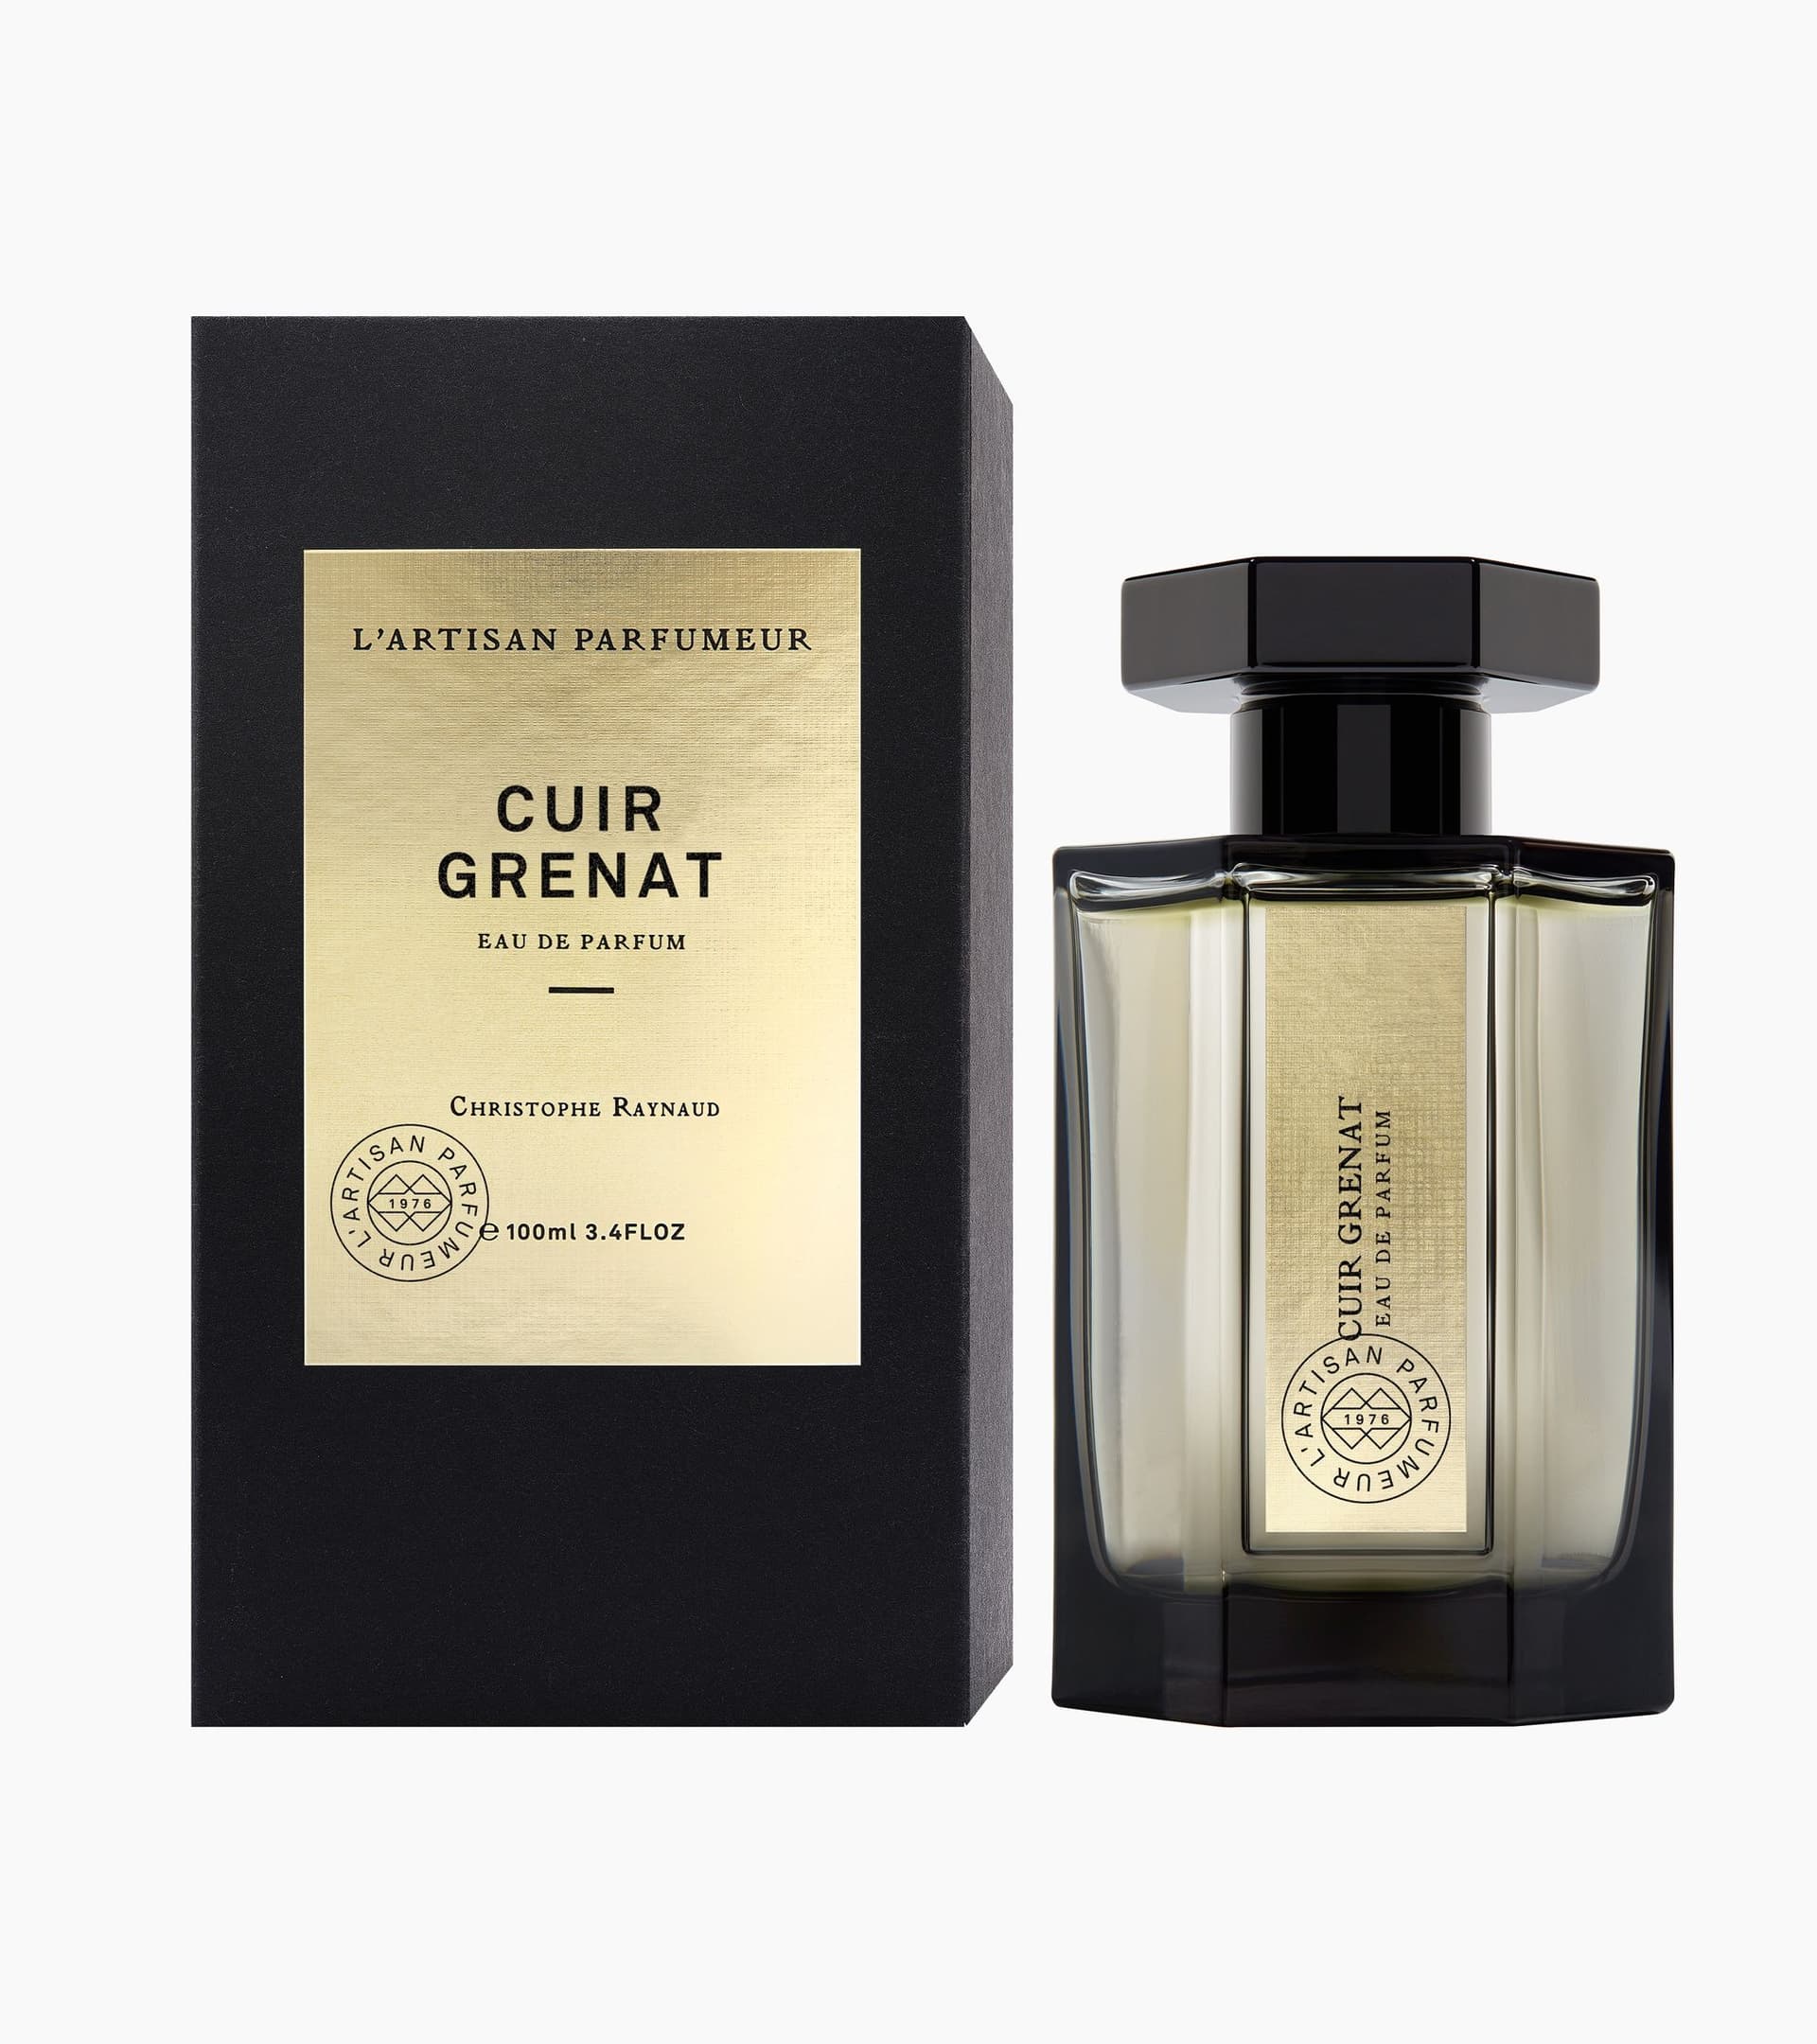 L'ARTISAN PARFUMEUR
CUIR
GRENAT
EAU DE PARFUM
CHRISTOPHE RAYNAUD
L'ARTISAN PARFUMEUR
1976
℮ 100ml 3.4FLOZ
CUIR GRENAT
EAU DE PARFUM
L'ARTISAN PARFUMEUR
1976